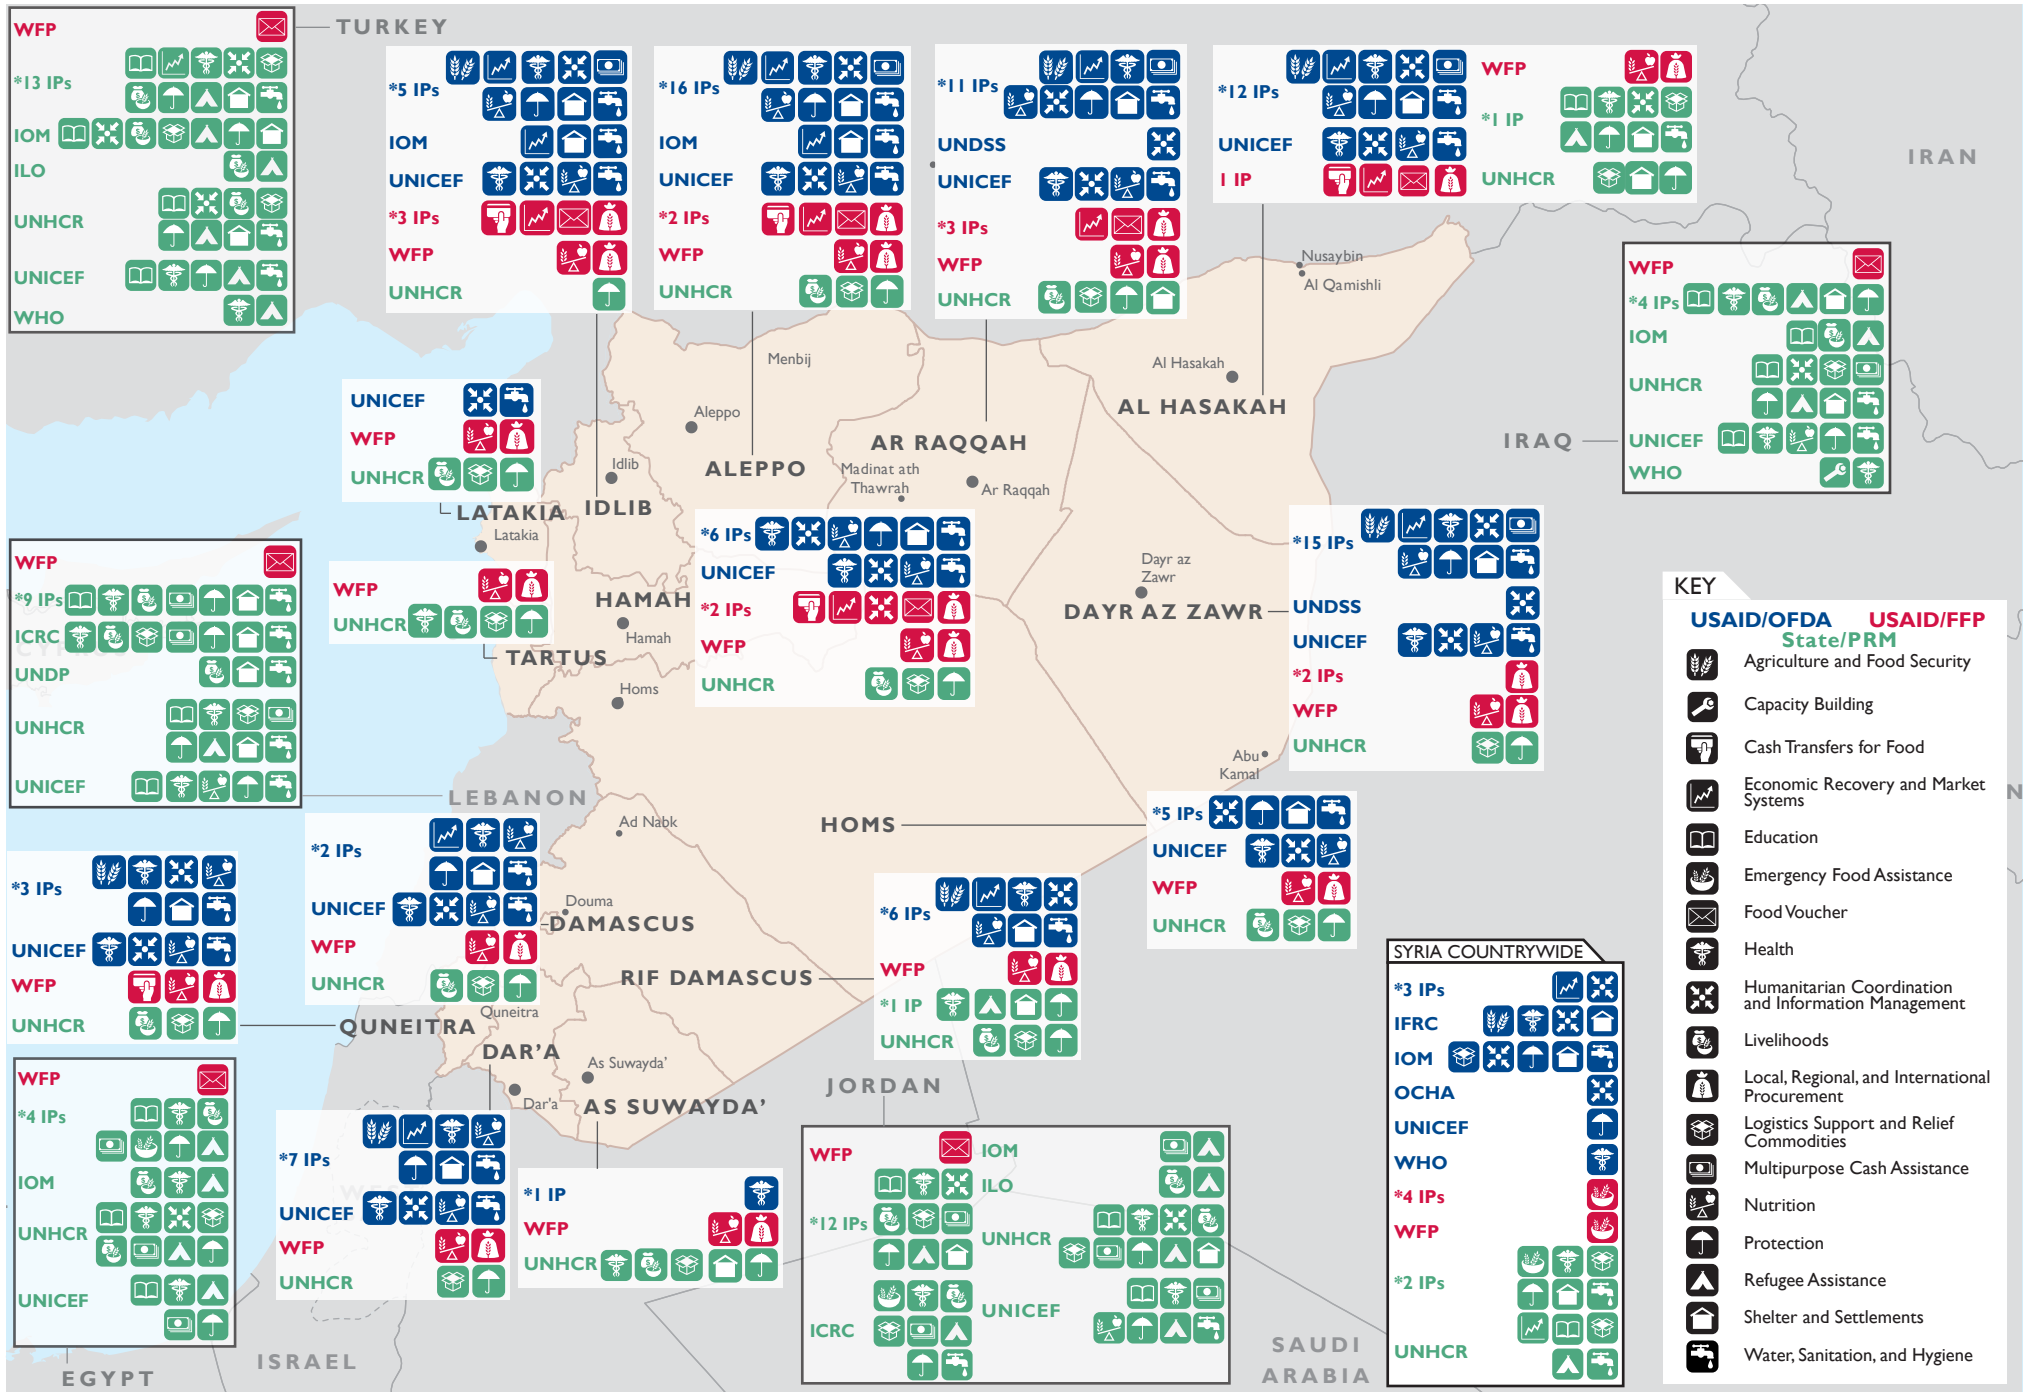 WFP
*13 IPs
IOM
ILO
UNHCR
UNICEF
WHO
TURKEY
*5 IPs
IOM
UNICEF
*3 IPs
WFP
UNHCR
*16 IPs
IOM
UNICEF
*2 IPs
WFP
UNHCR
*11 IPs
UNDSS
UNICEF
*3 IPs
WFP
UNHCR
*12 IPs
UNICEF
1 IP
WFP
*1 IP
UNHCR
IRAN
Nusaybin
Al Qamishli
WFP
*4 IPs
IOM
UNHCR
UNICEF
WHO
IRAQ
Menbij
Al Hasakah
AL HASAKAH
Aleppo
ALEPPO
AR RAQQAH
Madinat ath
Thawrah
Ar Raqqah
Idlib
IDLIB
UNICEF
WFP
UNHCR
LATAKIA
Latakia
WFP
UNHCR
TARTUS
HAMAH
Hamah
Homs
*6 IPs
UNICEF
*2 IPs
WFP
UNHCR
Dayr az
Zawr
DAYR AZ ZAWR
*15 IPs
UNDSS
UNICEF
*2 IPs
WFP
UNHCR
Abu
Kamal
WFP
*9 IPs
ICRC
CYPRUS
UNDP
UNHCR
UNICEF
LEBANON
HOMS
*5 IPs
UNICEF
WFP
UNHCR
Ad Nabk
*2 IPs
UNICEF
WFP
UNHCR
Douma
DAMASCUS
RIF DAMASCUS
*6 IPs
WFP
*1 IP
UNHCR
*3 IPs
UNICEF
WFP
UNHCR
QUNEITRA
Quneitra
DAR'A
Dar'a
As Suwayda'
AS SUWAYDA'
WFP
*4 IPs
IOM
UNHCR
UNICEF
EGYPT
ISRAEL
*7 IPs
UNICEF
WFP
UNHCR
*1 IP
WFP
UNHCR
JORDAN
WFP
*12 IPs
ICRC
IOM
ILO
UNHCR
UNICEF
SAUDI
ARABIA
SYRIA COUNTRYWIDE
*3 IPs
IFRC
IOM
OCHA
UNICEF
WHO
*4 IPs
WFP
*2 IPs
UNHCR
KEY
USAID/OFDA USAID/FFP
State/PRM
Agriculture and Food Security
Capacity Building
Cash Transfers for Food
Economic Recovery and Market
Systems
Education
Emergency Food Assistance
Food Voucher
Health
Humanitarian Coordination
and Information Management
Livelihoods
Local, Regional, and International
Procurement
Logistics Support and Relief
Commodities
Multipurpose Cash Assistance
Nutrition
Protection
Refugee Assistance
Shelter and Settlements
Water, Sanitation, and Hygiene